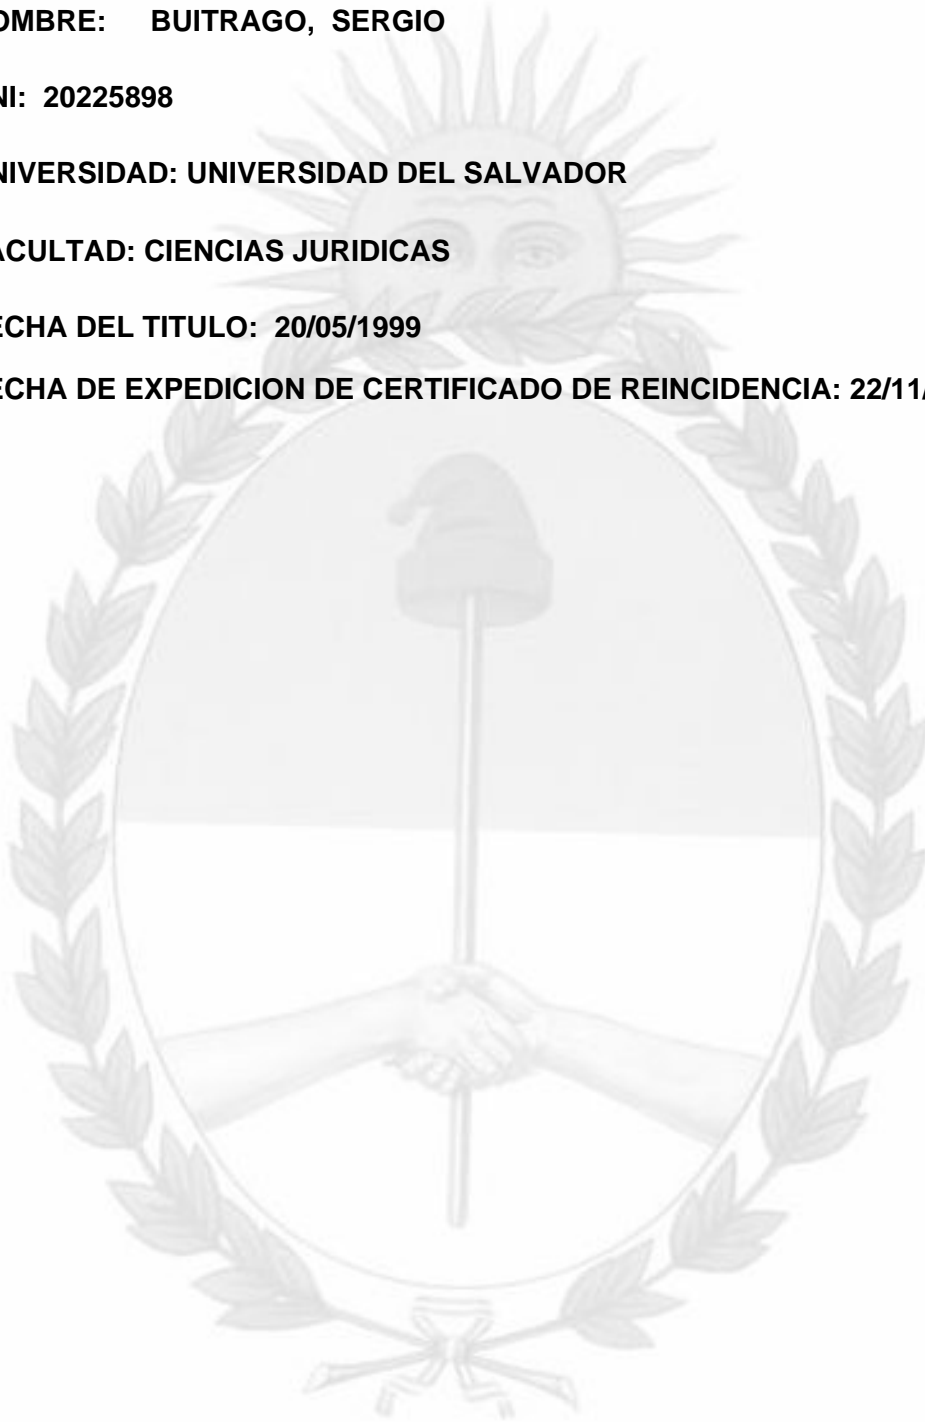 OMBRE: BUITRAGO, SERGIO
NI: 20225898
NIVERSIDAD: UNIVERSIDAD DEL SALVADOR
ACULTAD: CIENCIAS JURIDICAS
ECHA DEL TITULO: 20/05/1999
ECHA DE EXPEDICION DE CERTIFICADO DE REINCIDENCIA: 22/11/